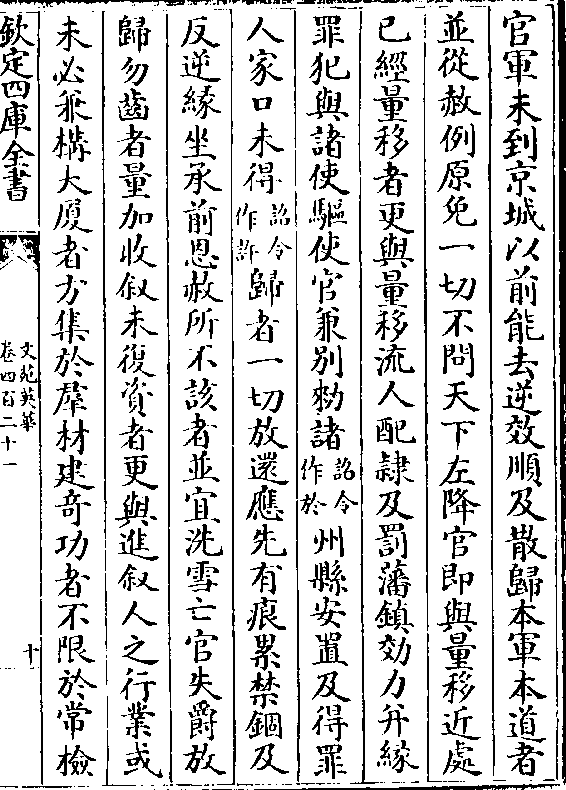 官軍未到京城以前能去逆效順及散歸本軍本道者
並從赦例原免一切不問天下左降官即與量移近處
已經量移者更與量移流人配隷及罰藩鎮効力并緣
罪犯與諸使驅使官兼别勑諸詔令作於州縣安置及得罪
人家口未得詔令作許歸者一切放還應先有痕累禁錮及
反逆緣坐承前恩赦所不該者並宜洗雪亡官失爵放
歸勿齒者量加收叙未復資者更與進叙人之行業或
未必兼構大厦者方集於羣材建奇功者不限於常檢
欽定四庫全書
文苑英華
卷四百二十一
十